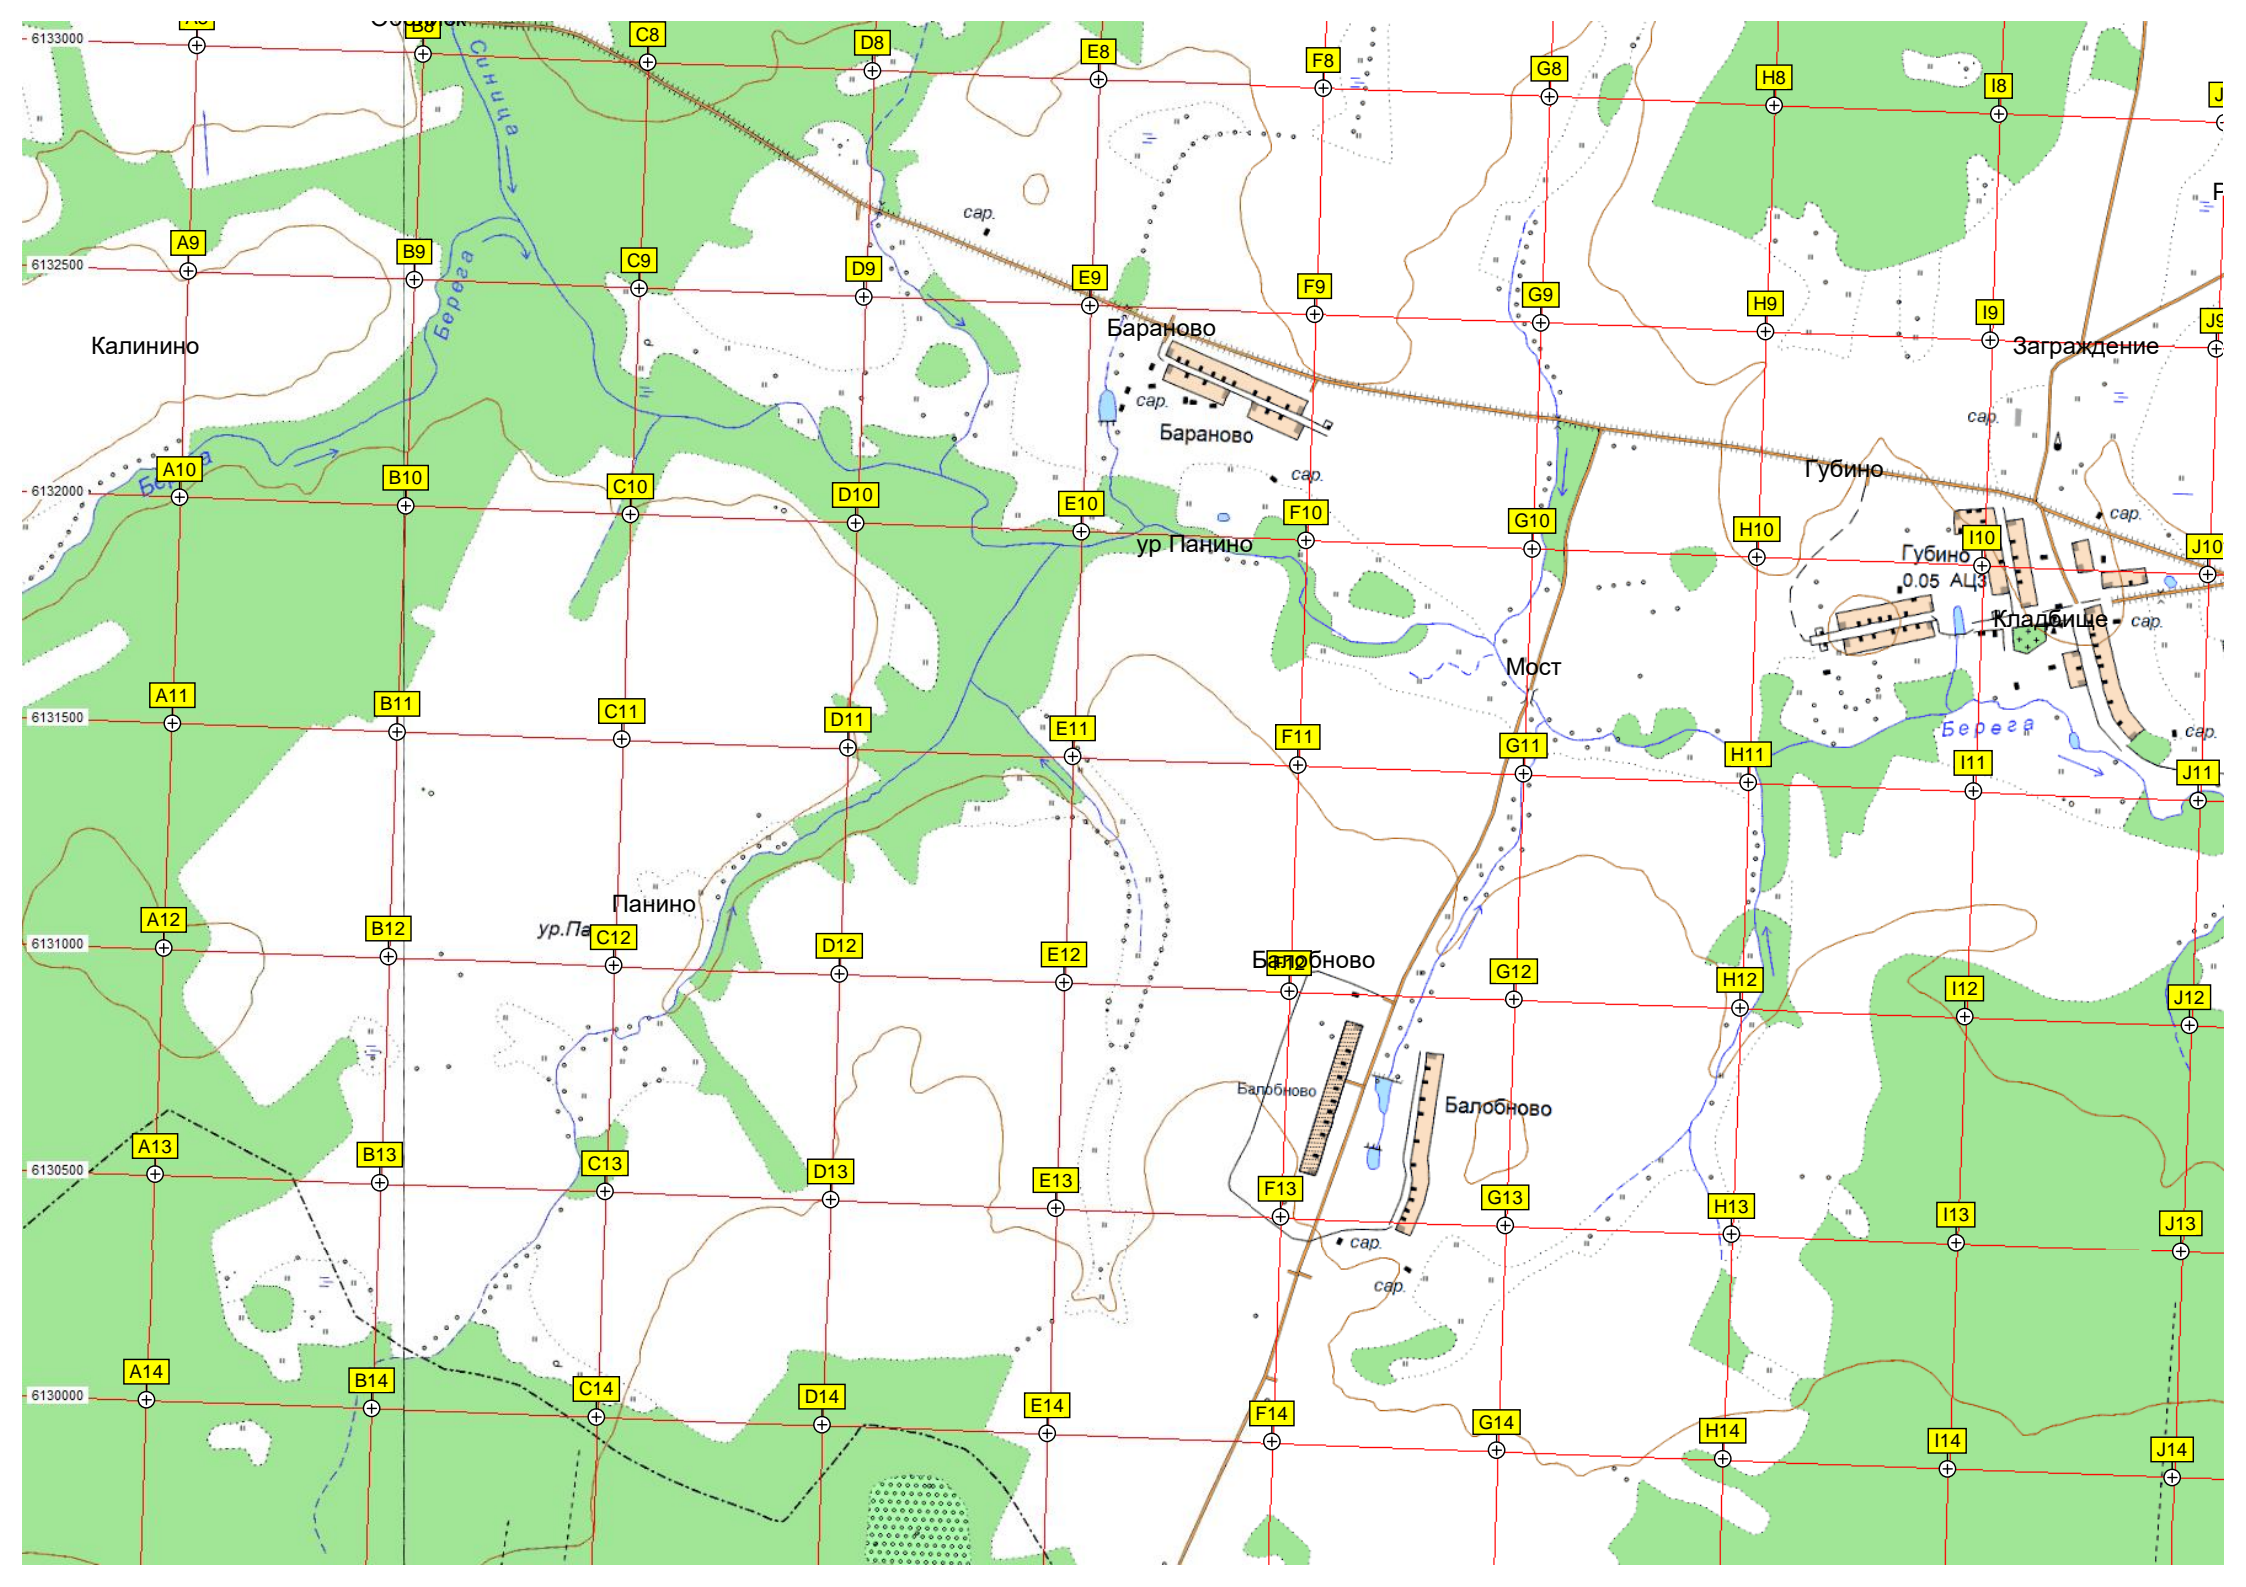 6133000
B8
C8
D8
E8
F8
G8
H8
I8
Синица
сар.
6132500
A9
B9
C9
D9
E9
F9
G9
H9
I9
J9
Берега
Калинино
Бараново
Заграждение
сар.
сар.
Бараново
Губино
6132000
A10
B10
C10
D10
E10
F10
G10
H10
I10
J10
сар.
сар.
ур Панино
Губино
0.05 АЦЗ
Кладбище
сар.
Мост
6131500
A11
B11
C11
D11
E11
F11
G11
H11
I11
J11
Берега
сар.
Панино
6131000
A12
B12
C12
D12
E12
G12
H12
I12
J12
ур.Па
Балобново
Балобново
Балобново
6130500
A13
B13
C13
D13
E13
F13
G13
H13
I13
J13
сар.
сар.
6130000
A14
B14
C14
D14
E14
F14
G14
H14
I14
J14